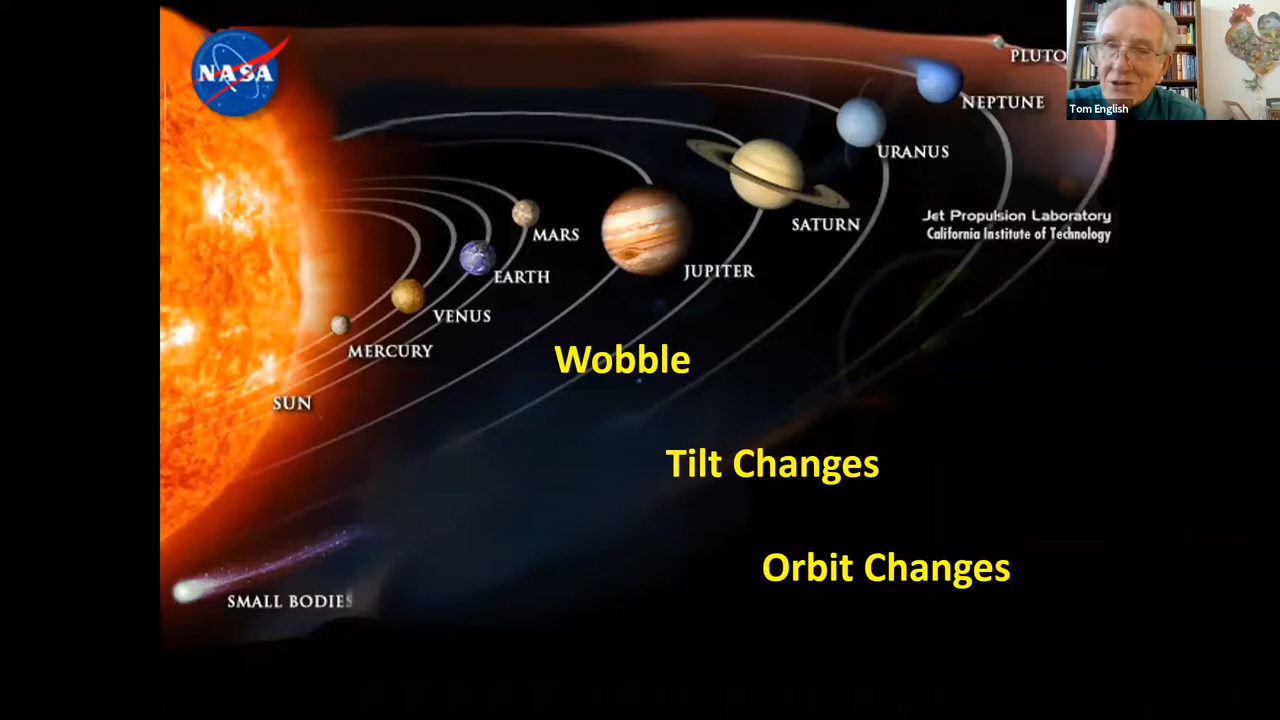 NASA
PLUTO
Tom English
NEPTUNE
URANUS
SATURN
Jet Propulsion Laboratory
California Institute of Technology
MARS
JUPITER
EARTH
VENUS
MERCURY
Wobble
SUN
Tilt Changes
Orbit Changes
SMALL BODIES